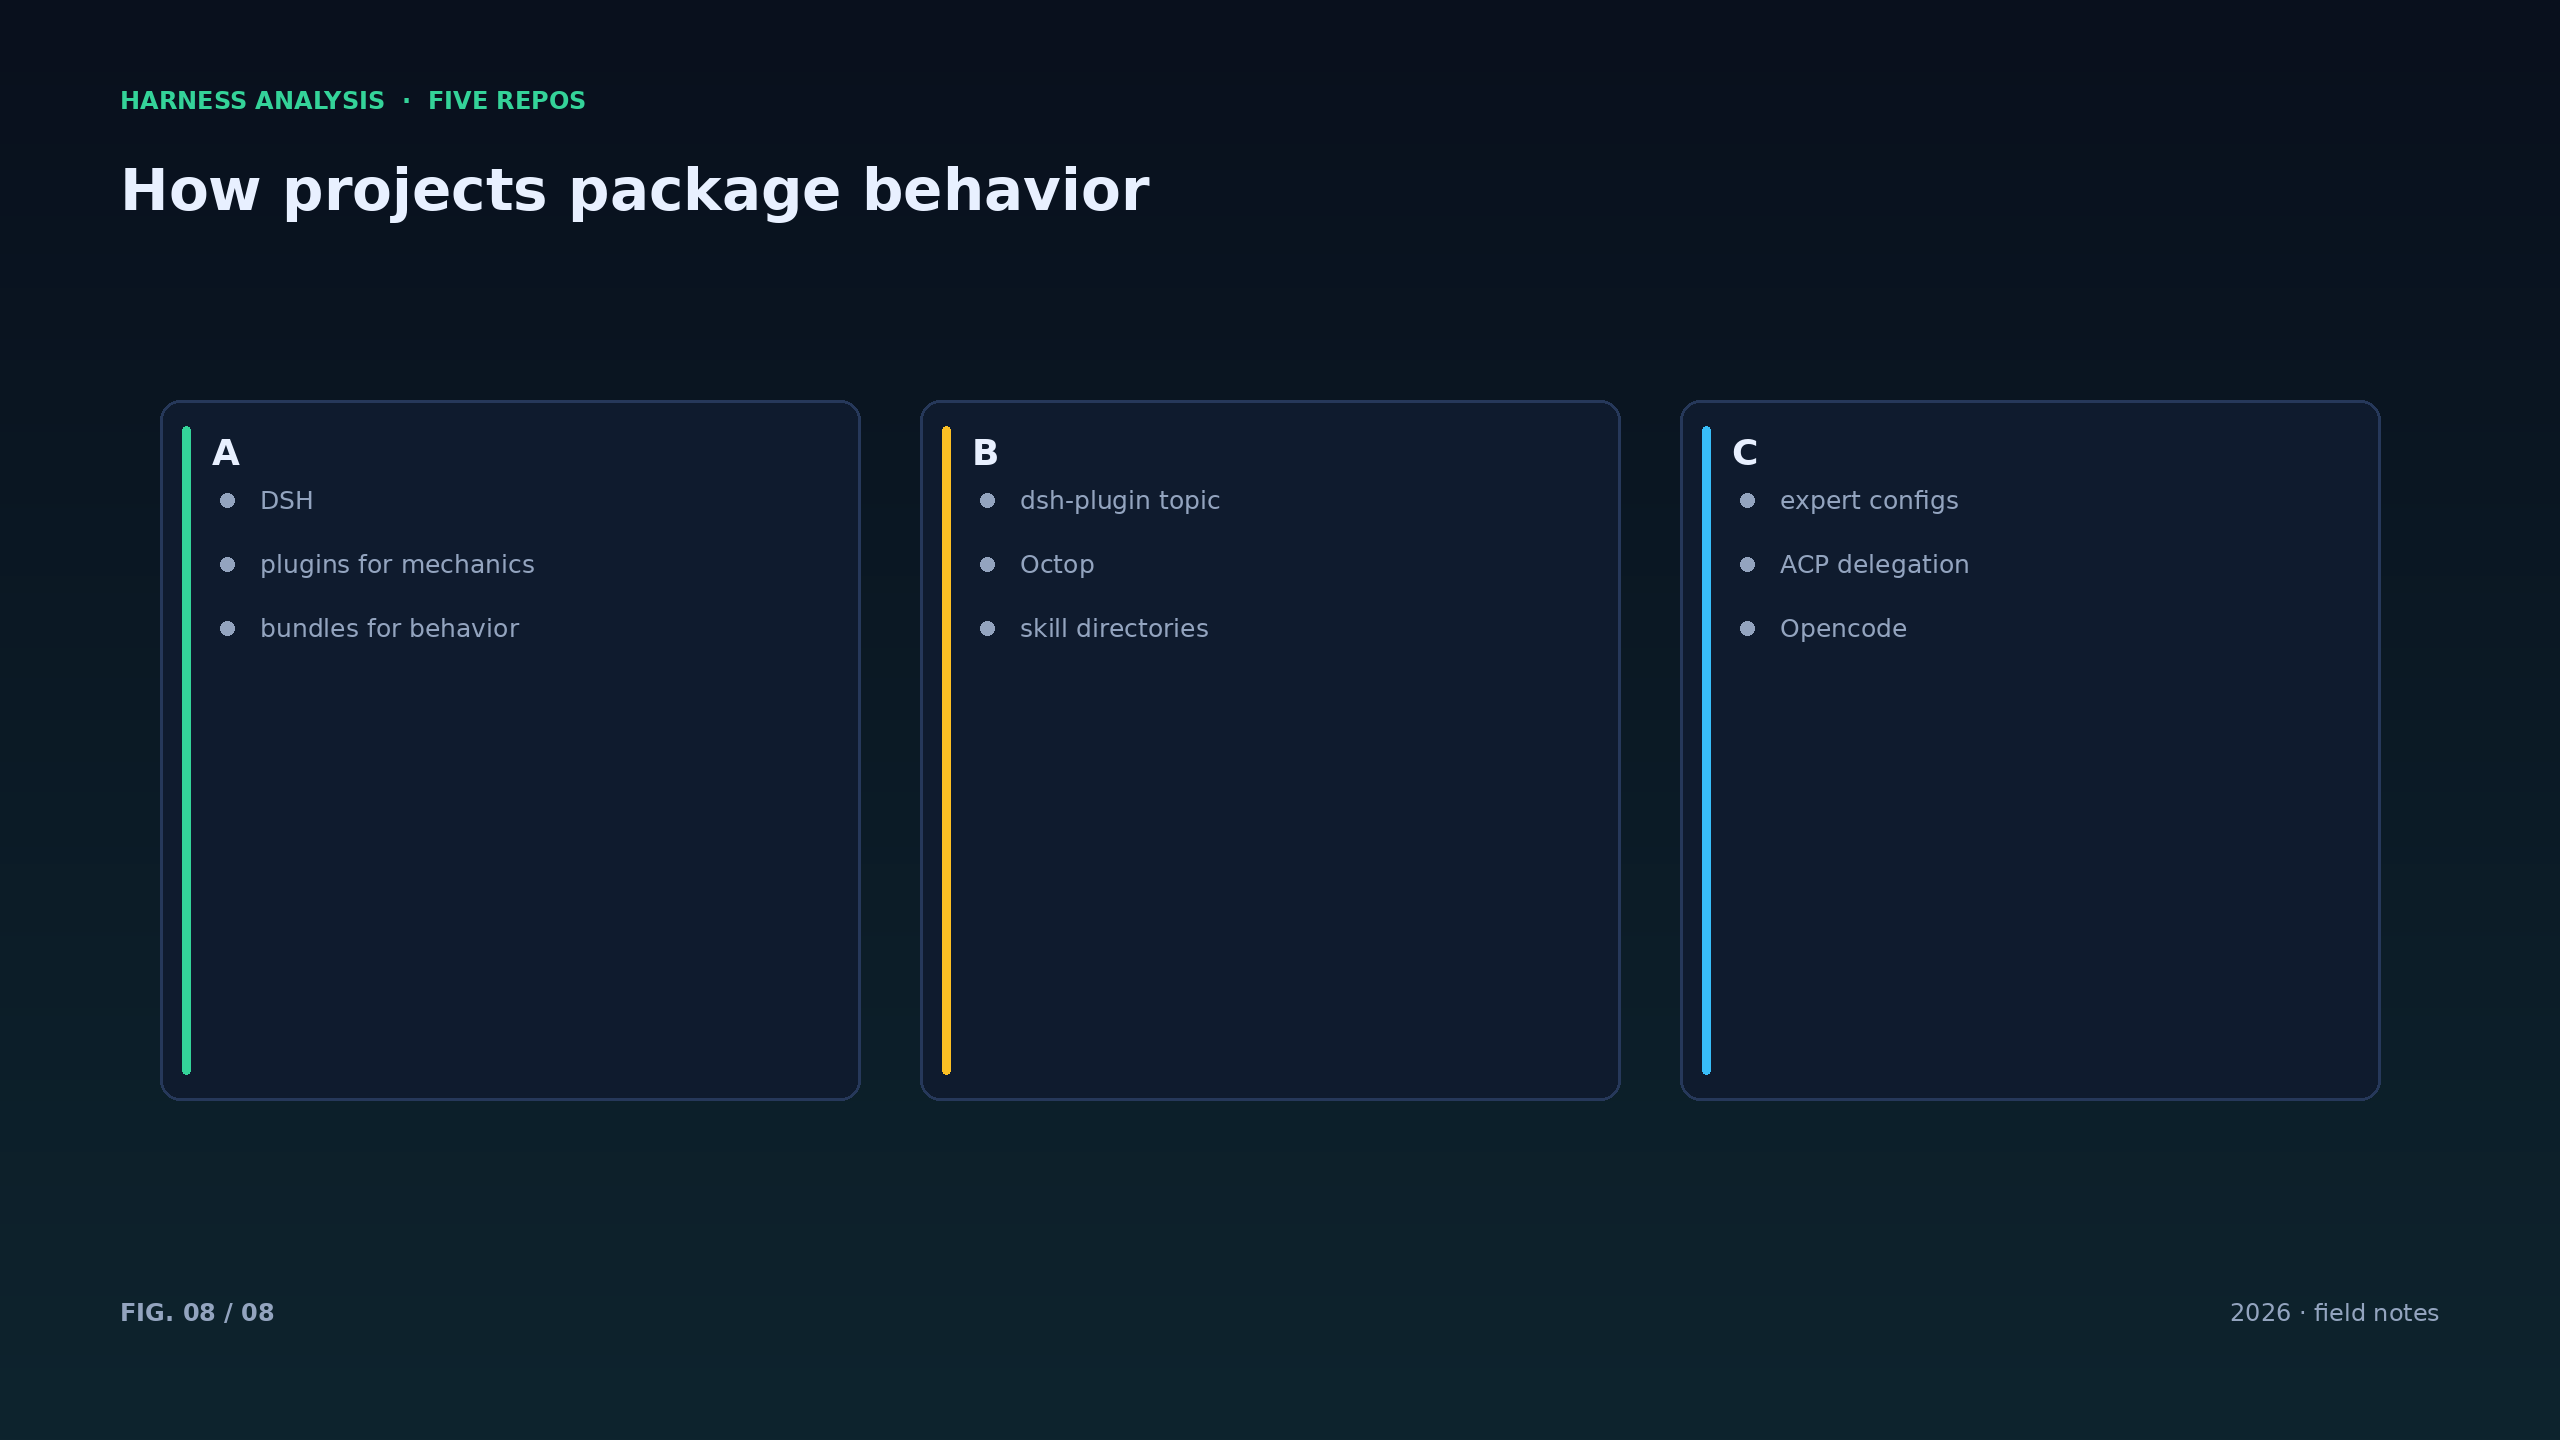 HARNESS ANALYSIS · FIVE REPOS
How projects package behavior
A
DSH
plugins for mechanics
bundles for behavior
B
dsh-plugin topic
Octop
skill directories
C
expert configs
ACP delegation
Opencode
FIG. 08 / 08
2026 · field notes